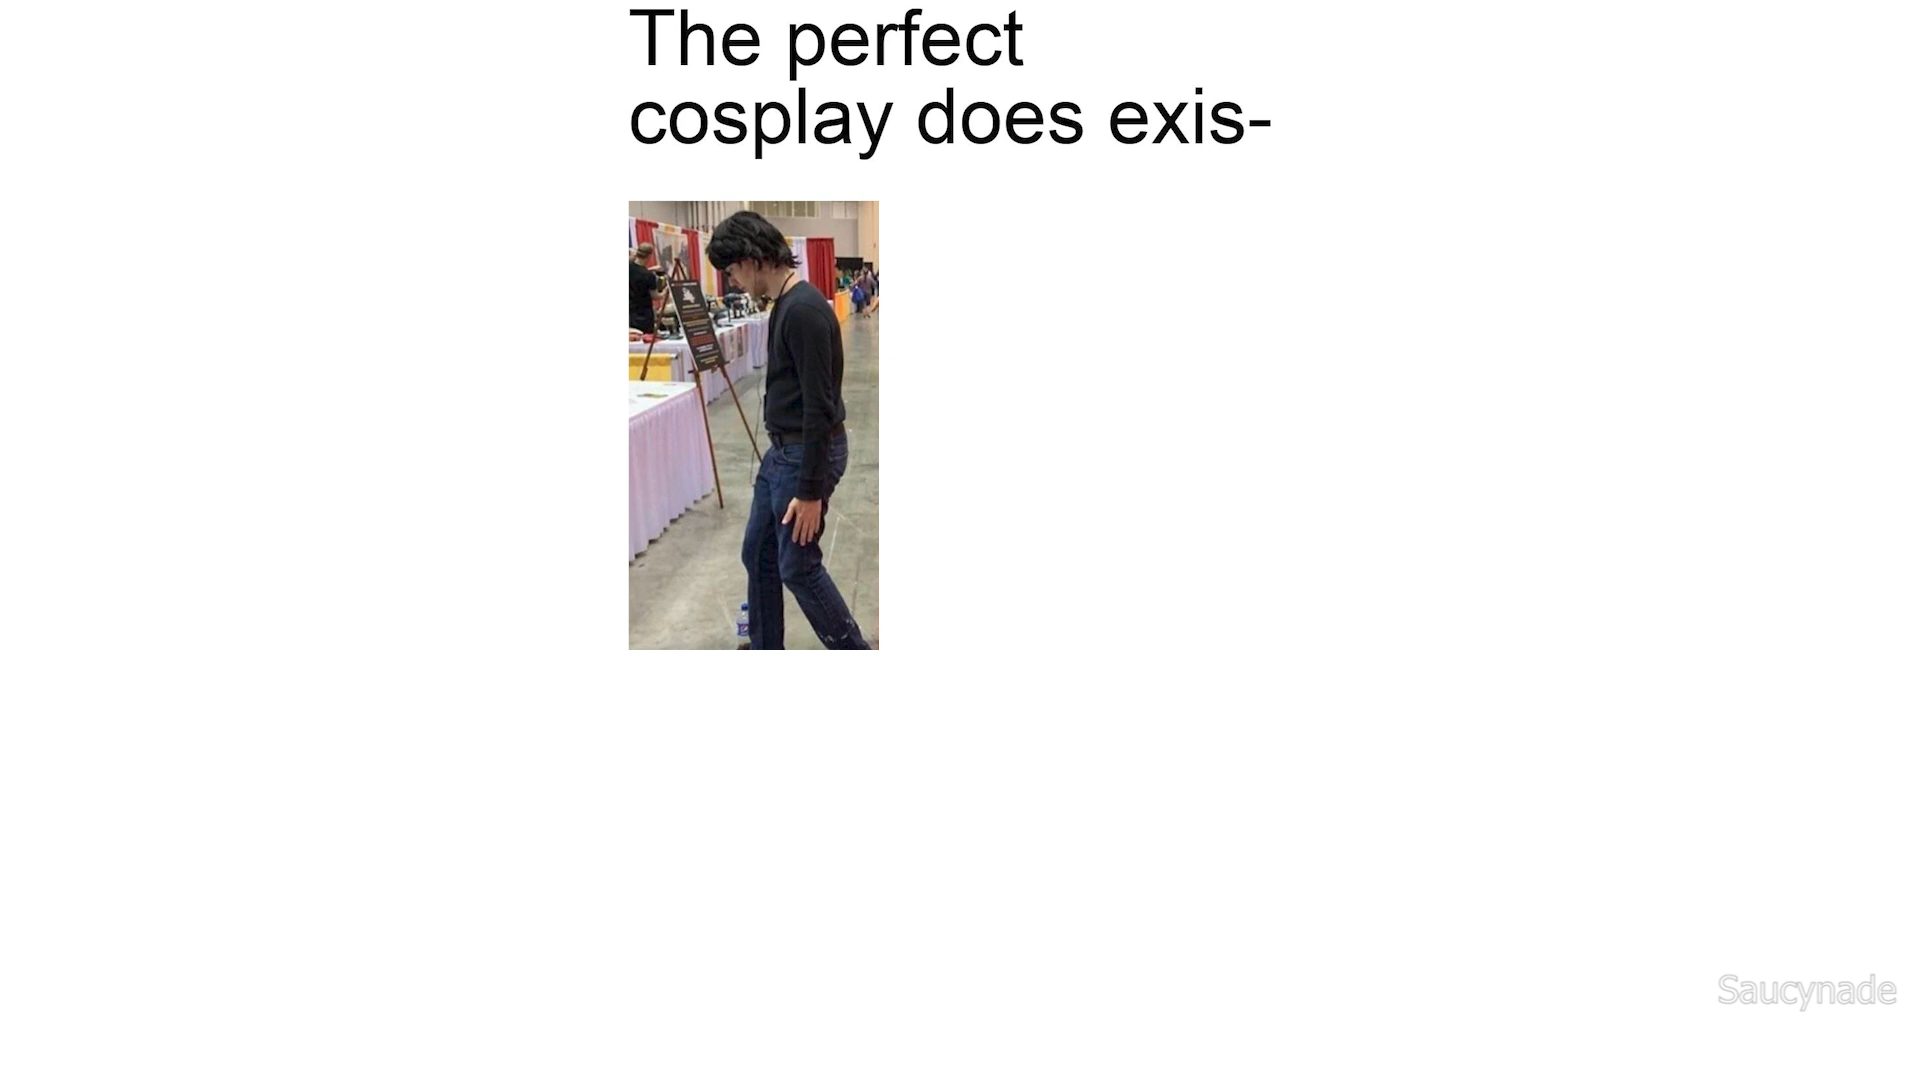 The perfect
cosplay does exis-
Saucynade